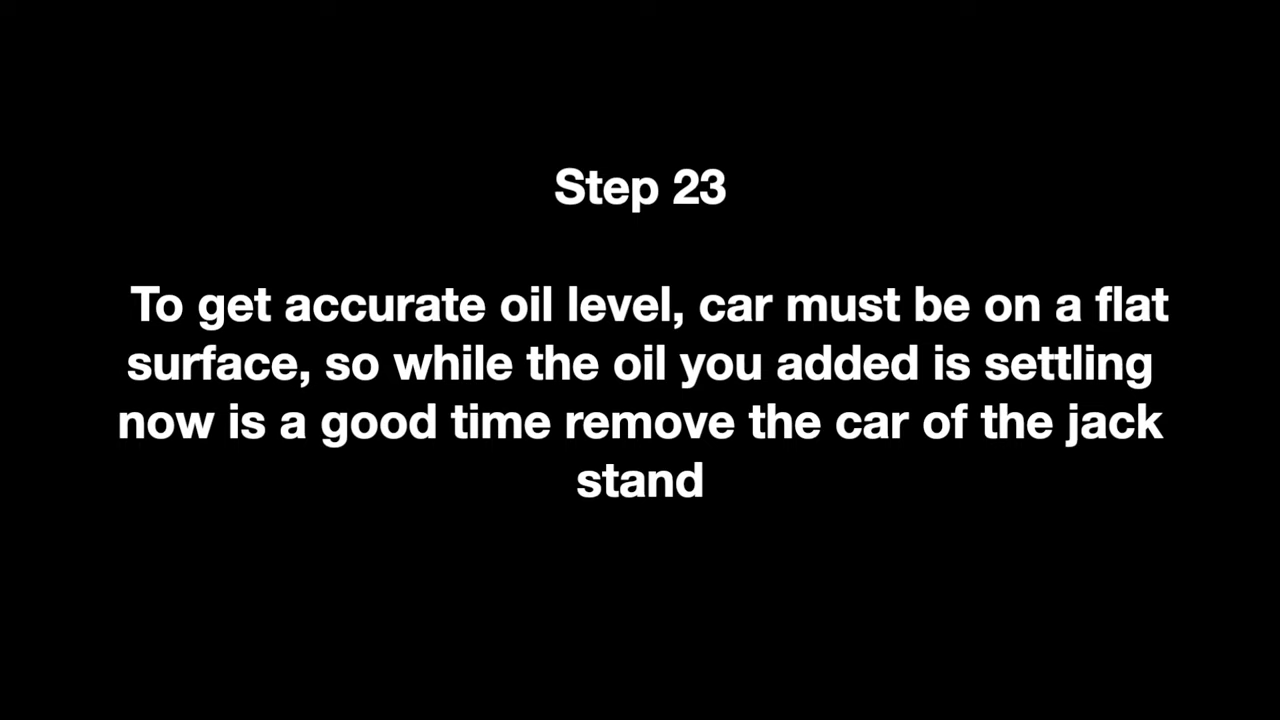 Step 23
To get accurate oil level, car must be on a flat
surface, so while the oil you added is settling
now is a good time remove the car of the jack
stand